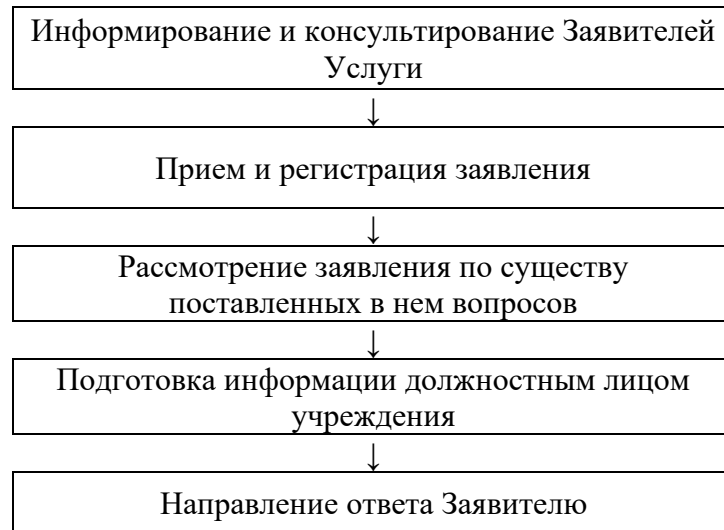 Информирование и консультирование Заявителей
Услуги
↓
Прием и регистрация заявления
↓
Рассмотрение заявления по существу
поставленных в нем вопросов
↓
Подготовка информации должностным лицом
учреждения
↓
Направление ответа Заявителю